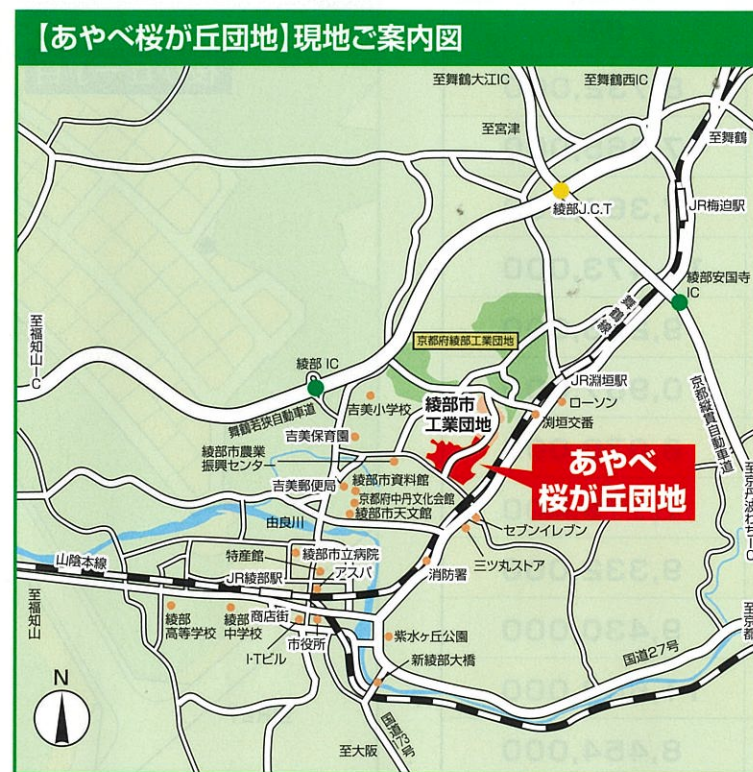 【あやべ桜が丘団地】現地ご案内図
至舞鶴大江IC
至舞鶴西IC
至宮津
至舞鶴
綾部J.C.T
JR梅迫駅
綾部安国寺
IC
舞鶴線
京都府綾部工業団地
至福知山IC
綾部 IC
舞鶴若狭自動車道
吉美小学校
綾部市
工業団地
JR淵垣駅
ローソン
渕垣交番
京都縦貫自動車道
吉美保育園
綾部市農業
振興センター
あやべ
桜が丘団地
吉美郵便局
綾部市資料館
京都府中丹文化会館
綾部市天文館
至京丹波わちIC
由良川
セブンイレブン
三ツ丸ストア
特産館
綾部市立病院
アスパ
山陰本線
JR綾部駅
消防署
至福知山
綾部
高等学校
綾部
中学校
商店街
市役所
I・Tビル
紫水ヶ丘公園
新綾部大橋
国道27号
至京都
N
国道173号
至大阪